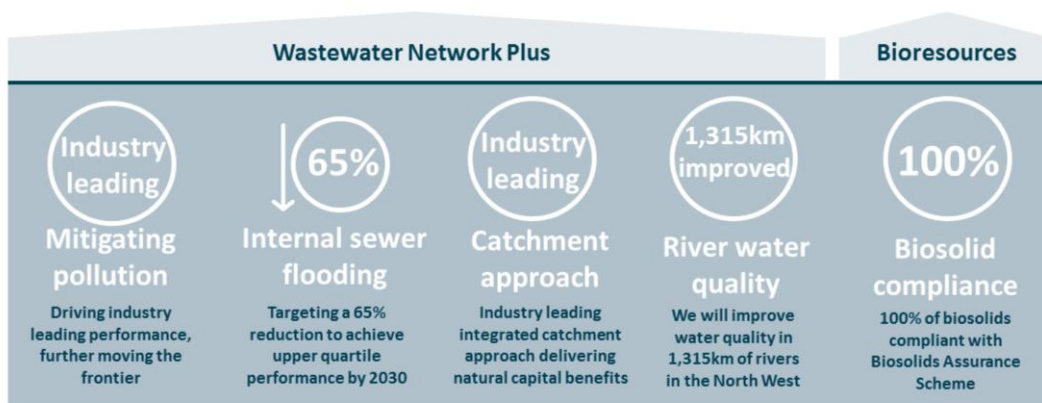 Wastewater Network Plus
Bioresources
Industry
leading
Mitigating
pollution
Driving industry
leading performance,
further moving the
frontier
65%
Internal sewer
flooding
Targeting a 65%
reduction to achieve
upper quartile
performance by 2030
Industry
leading
Catchment
approach
Industry leading
integrated catchment
approach delivering
natural capital benefits
1,315km
improved
River water
quality
We will improve
water quality in
1,315km of rivers
in the North West
100%
Biosolid
compliance
100% of biosolids
compliant with
Biosolids Assurance
Scheme